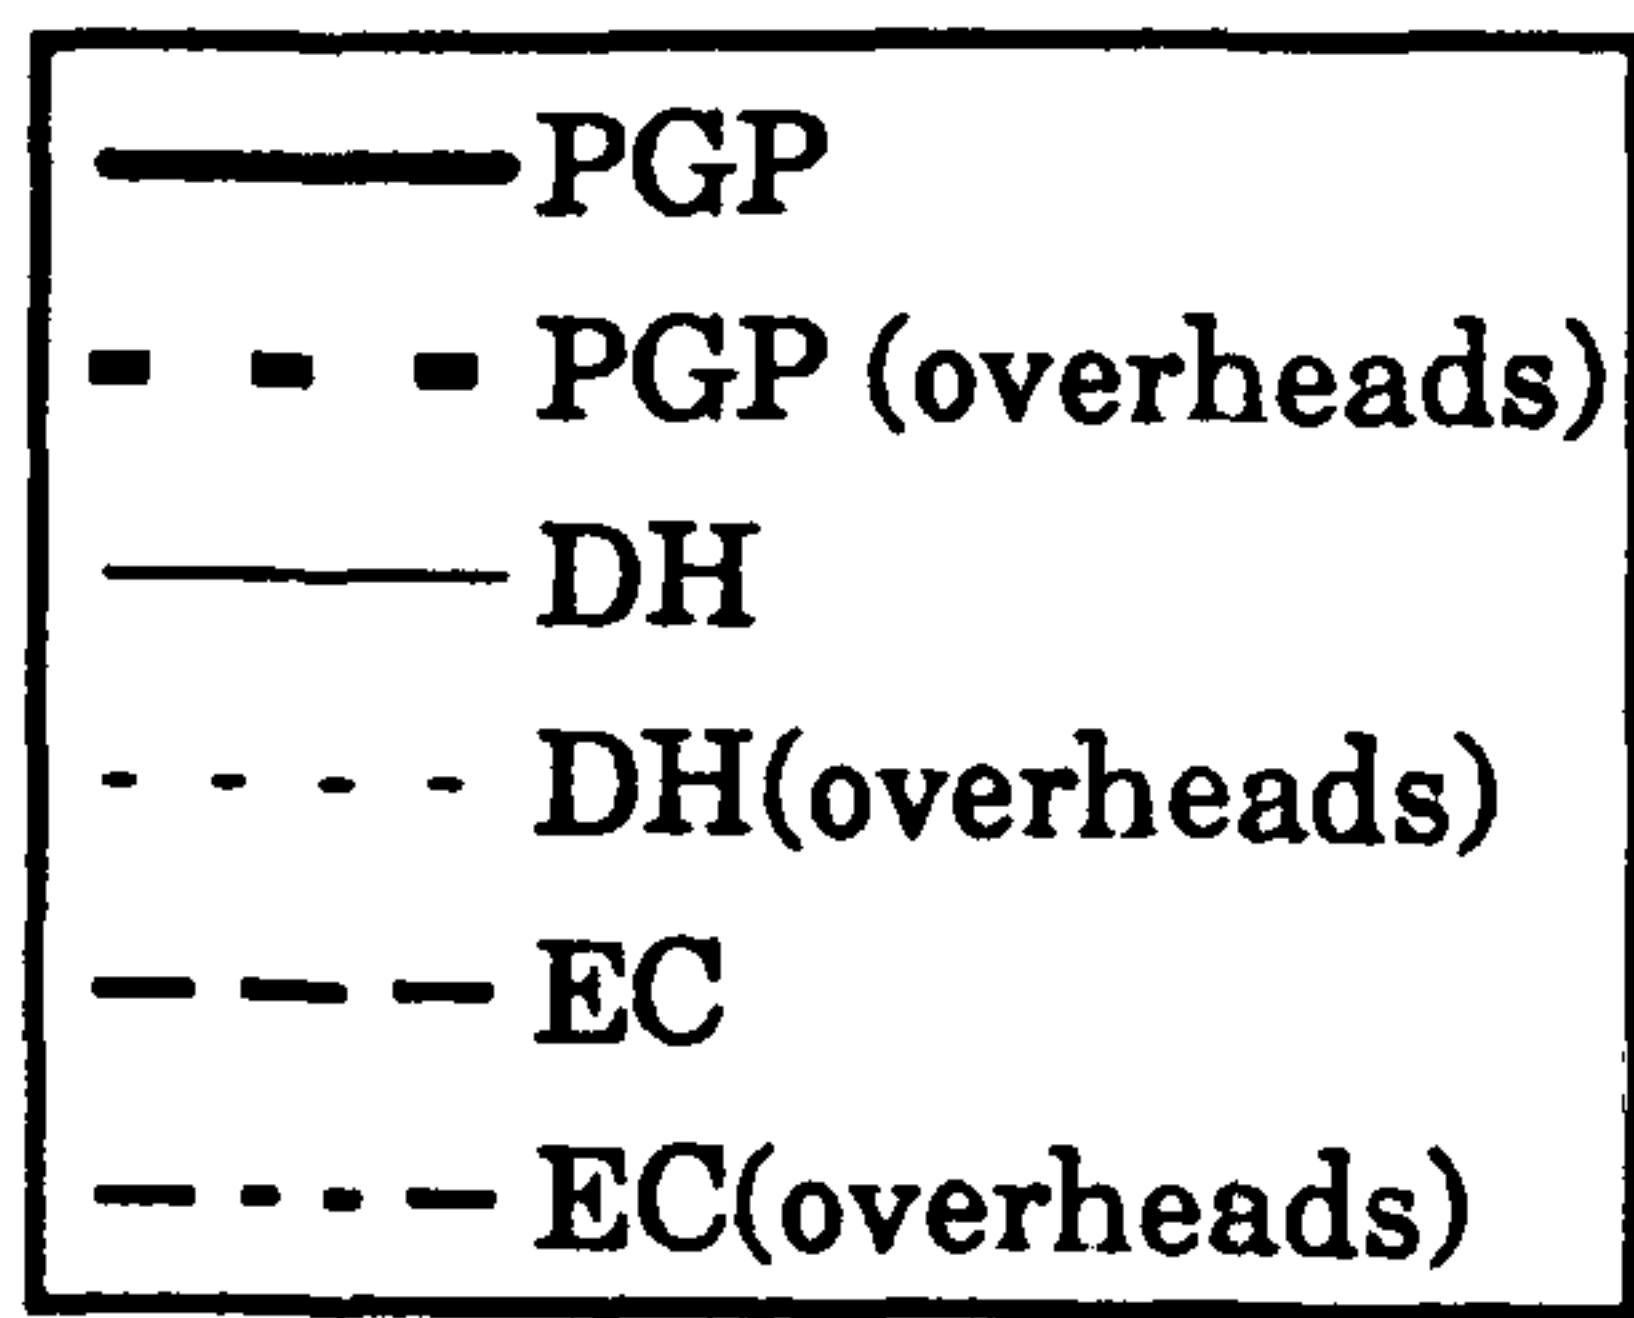 PGP
PGP (overheads)
DH
DH(overheads)
EC
EC(overheads)